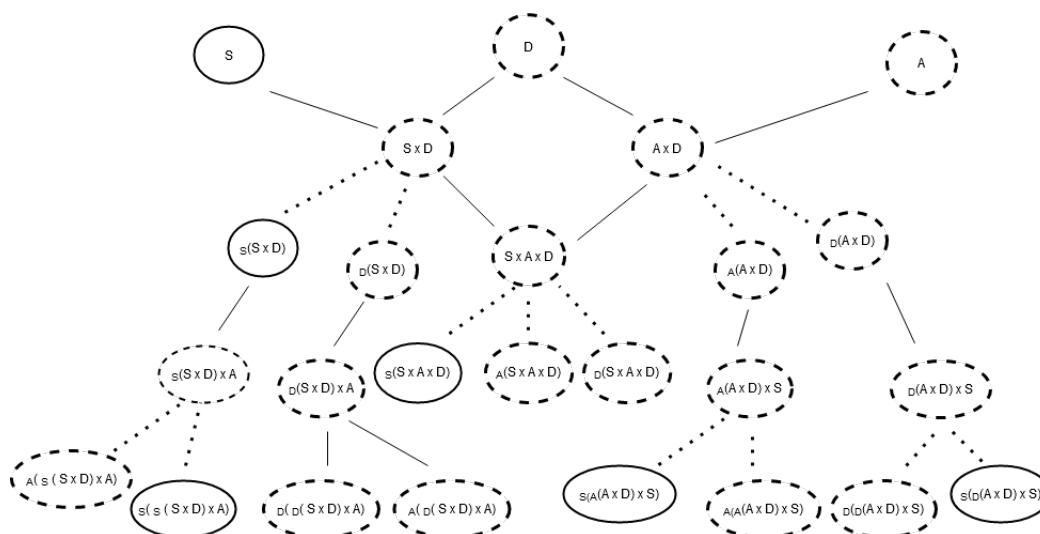 S
D
A
S x D
A x D
S(S x D)
D(S x D)
S x A x D
A(A x D)
D(A x D)
S(S x D) x A
D(S x D) x A
S(S x A x D)
A(S x A x D)
D(S x A x D)
A(A x D) x S
D(A x D) x S
A( S ( S x D) x A)
S( S ( S x D) x A)
D( D( S x D) x A)
A( D( S x D) x A)
S(A(A x D) x S)
A(A(A x D) x S)
D(D(A x D) x S)
S(D(A x D) x S)